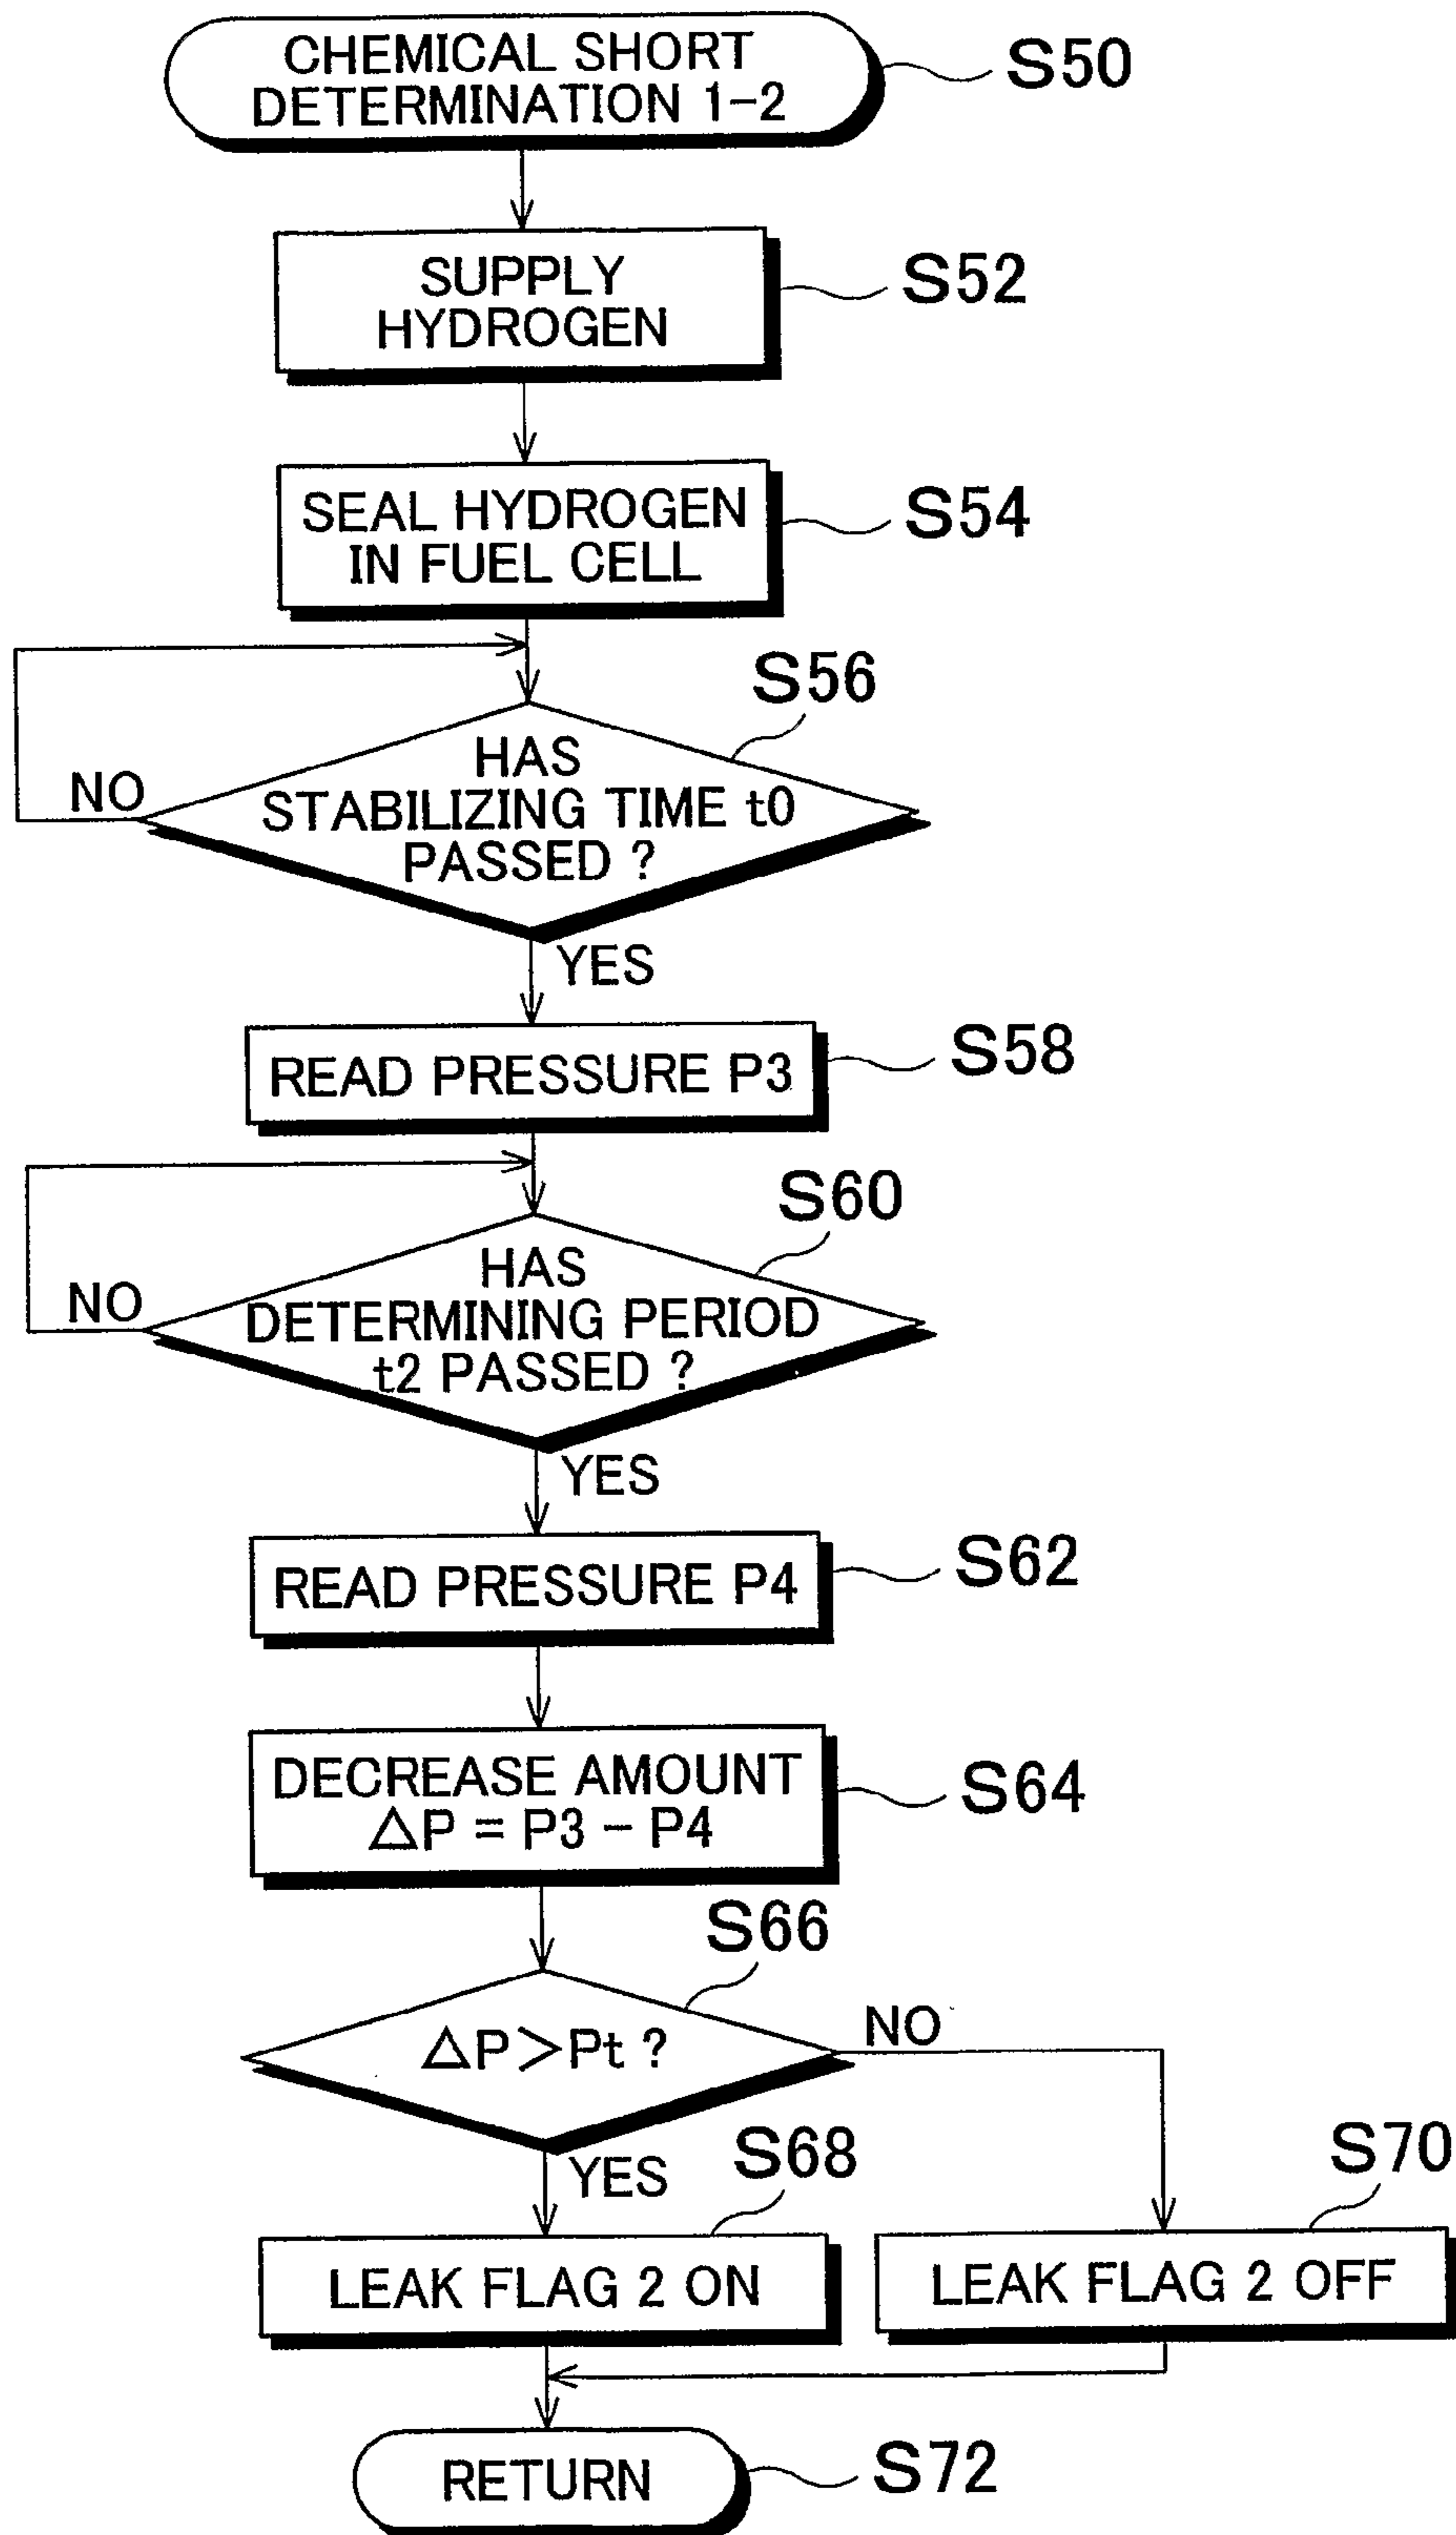 CHEMICAL SHORT
DETERMINATION 1-2
S50
SUPPLY
HYDROGEN
S52
SEAL HYDROGEN
IN FUEL CELL
S54
S56
HAS
STABILIZING TIME t0
PASSED ?
NO
YES
READ PRESSURE P3
S58
S60
HAS
DETERMINING PERIOD
t2 PASSED ?
NO
YES
READ PRESSURE P4
S62
DECREASE AMOUNT
△P = P3 - P4
S64
S66
△P>Pt ?
NO
YES
S68
S70
LEAK FLAG 2 ON
LEAK FLAG 2 OFF
RETURN
S72